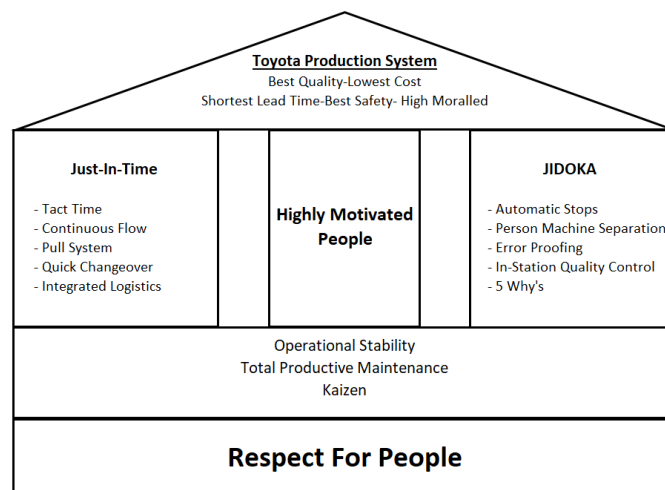 Toyota Production System
Best Quality-Lowest Cost
Shortest Lead Time-Best Safety- High Moralled
Just-In-Time
- Tact Time
- Continuous Flow
- Pull System
- Quick Changeover
- Integrated Logistics
Highly Motivated
People
JIDOKA
- Automatic Stops
- Person Machine Separation
- Error Proofing
- In-Station Quality Control
- 5 Why's
Operational Stability
Total Productive Maintenance
Kaizen
Respect For People